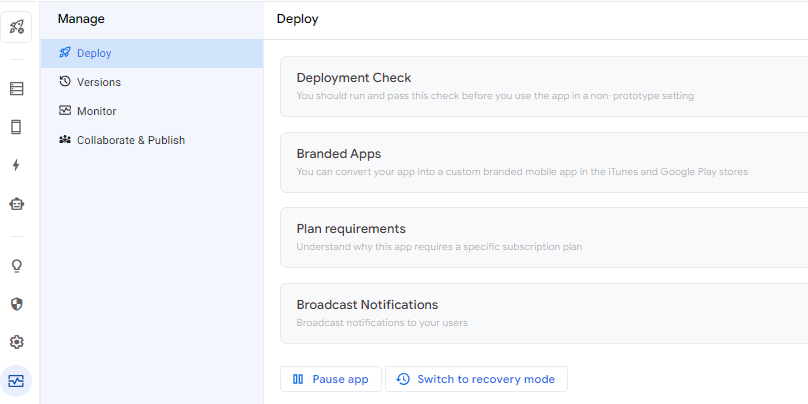 Manage
Deploy
Versions
Monitor
Collaborate & Publish
Deploy
Deployment Check
You should run and pass this check before you use the app in a non-prototype setting
Branded Apps
You can convert your app into a custom branded mobile app in the iTunes and Google Play stores
Plan requirements
Understand why this app requires a specific subscription plan
Broadcast Notifications
Broadcast notifications to your users
Pause app
Switch to recovery mode